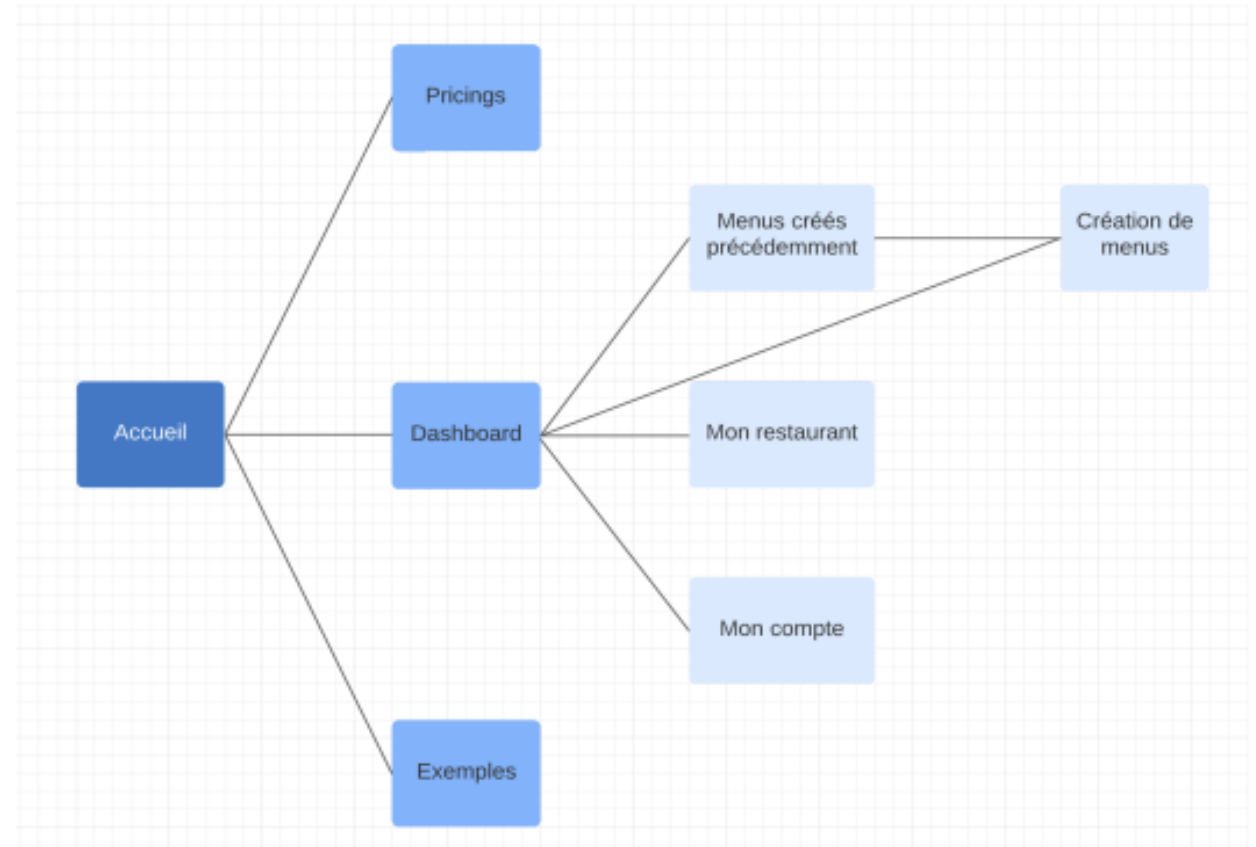 Pricings
Menus créés
précédemment
Création de
menus
Accueil
Dashboard
Mon restaurant
Mon compte
Exemples